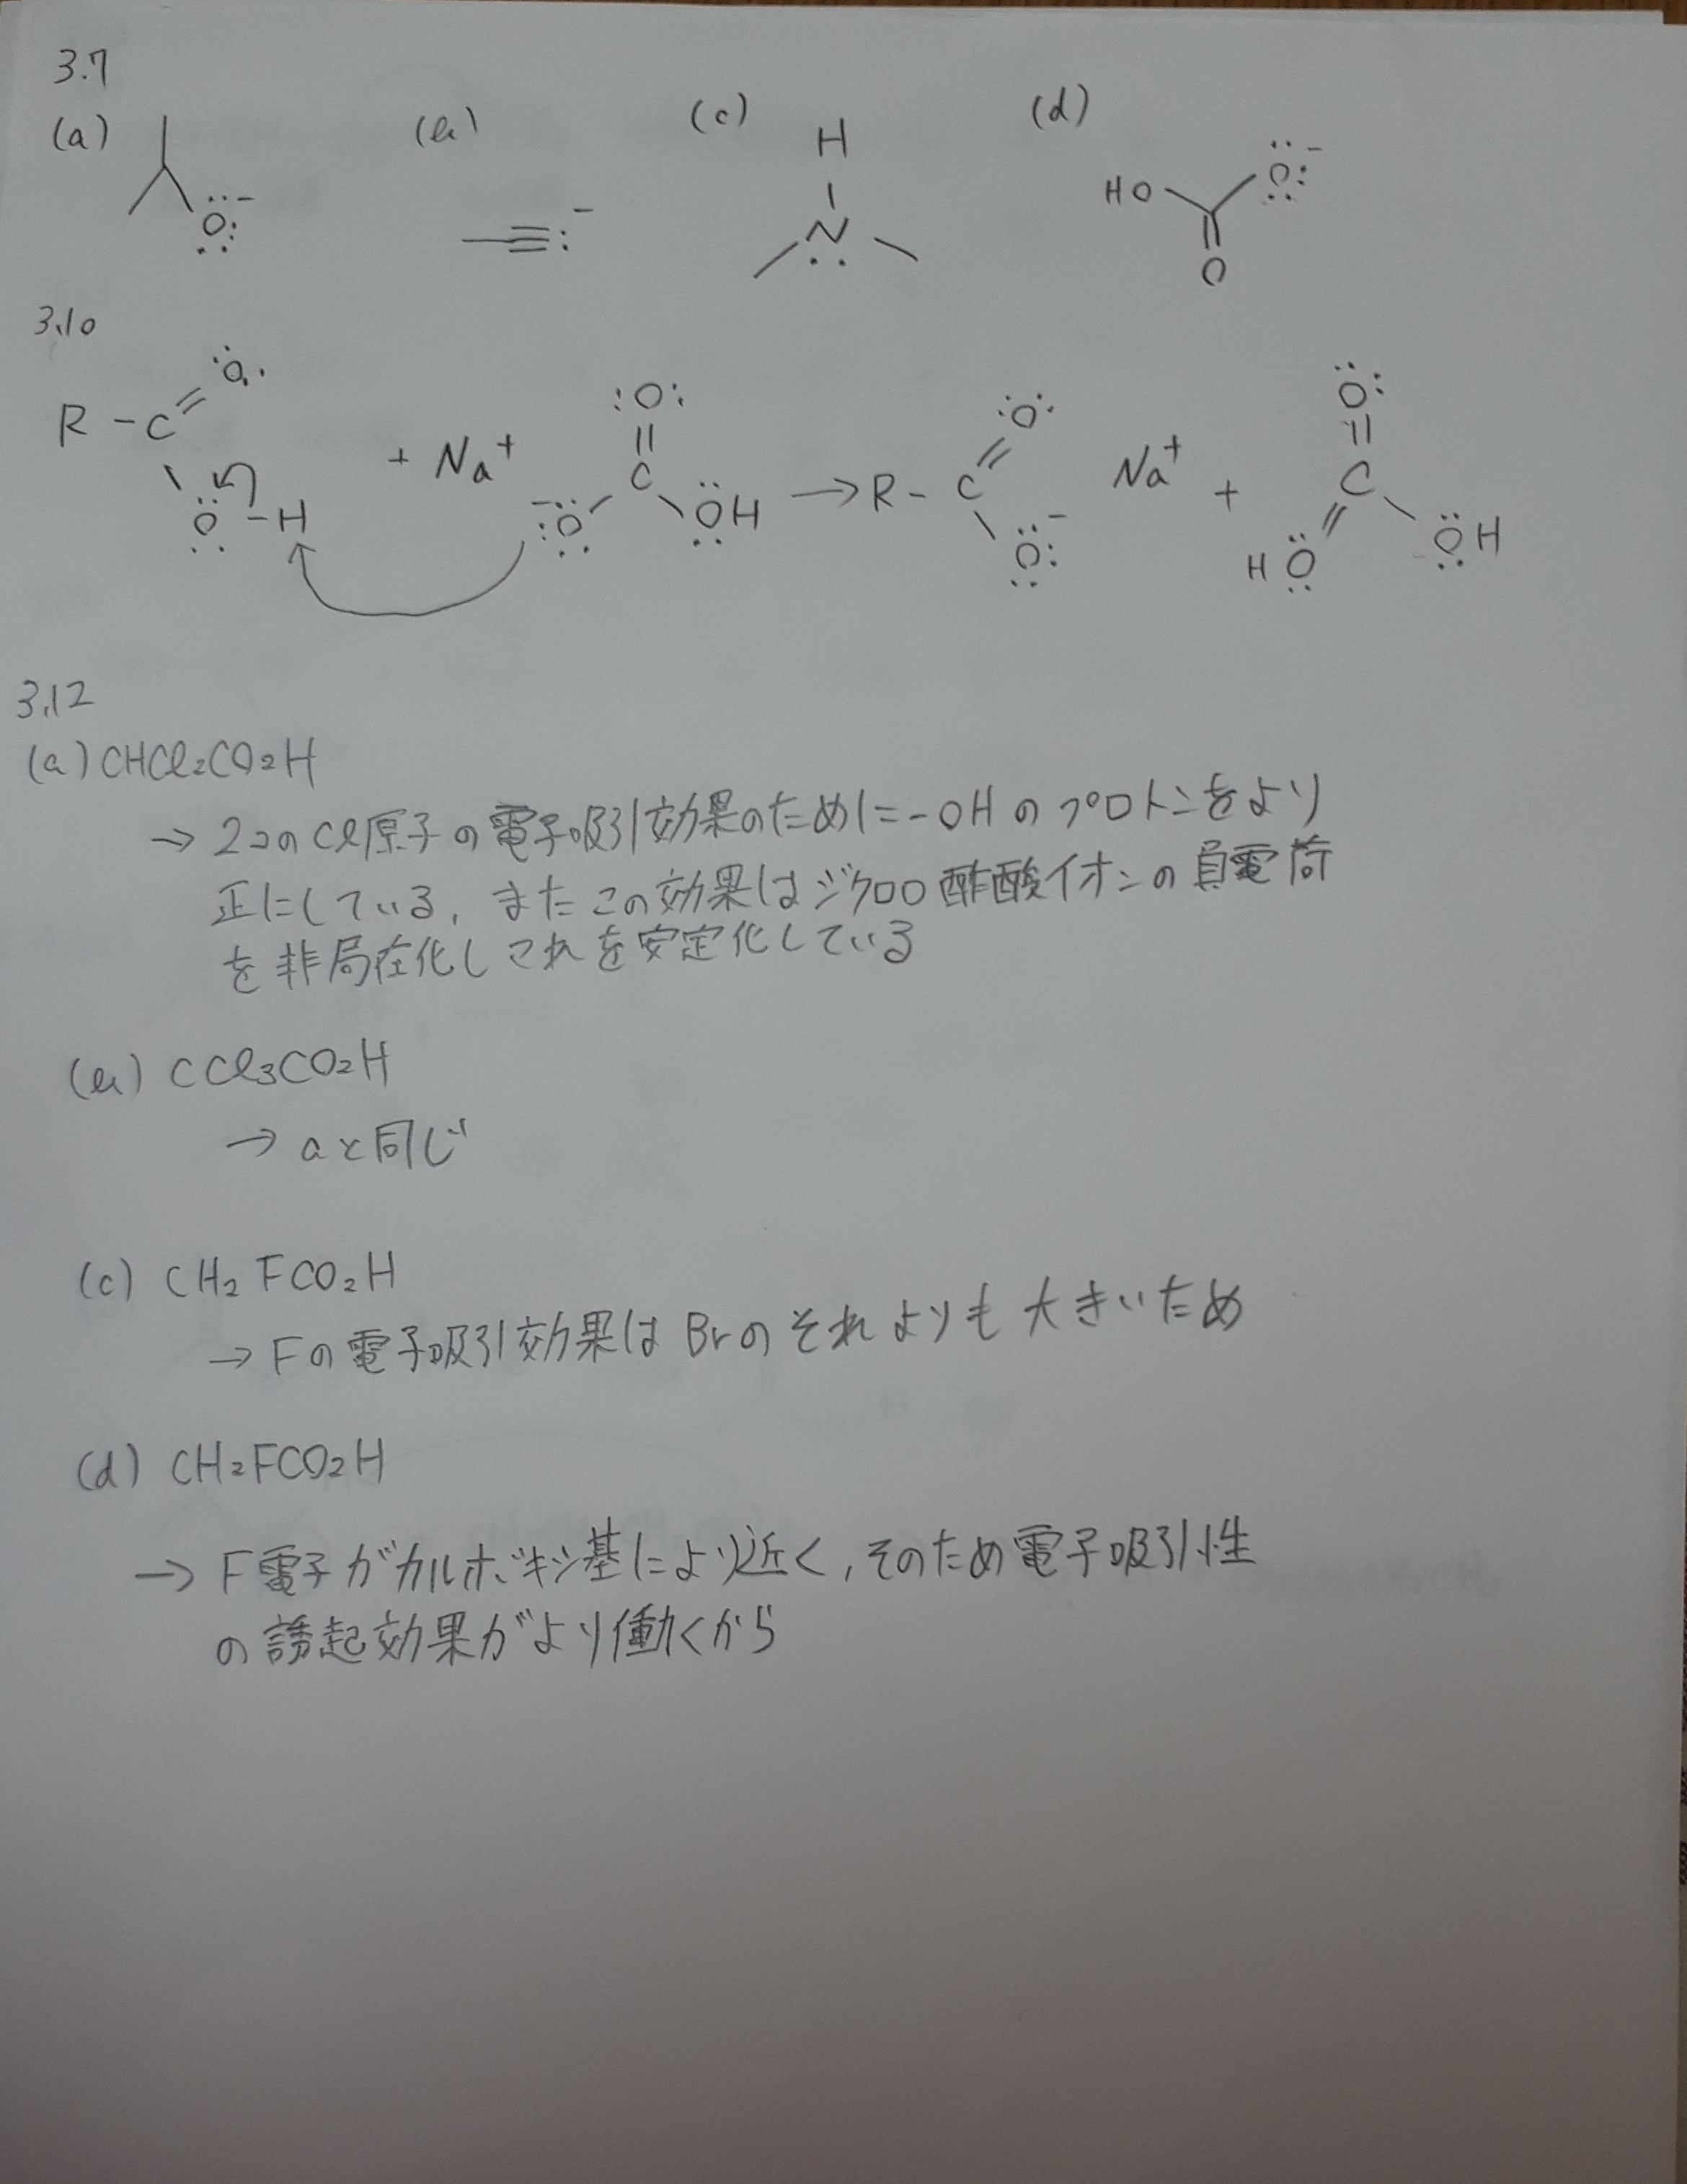 3.7
(a) (b) (c) (d)
O:⁻
≡:⁻
H
N
HO O:⁻
O
3.10
R-C O O-H + Na⁺ ⁻:O: C :O: ÖH → R-C :O: O:⁻ Na⁺ + :O: C HÖ ÖH
3.12
(a) CHCl₂CO₂H
→ 2コのCl原子の電子吸引効果のために-OHのプロトンをより
正にしている, またこの効果はジクロロ酢酸イオンの負電荷
を非局在化しこれを安定化している
(b) CCl₃CO₂H
→ aと同じ
(c) CH₂FCO₂H
→ Fの電子吸引効果はBrのそれよりも大きいため
(d) CH₂FCO₂H
→ F電子がカルボキシ基により近く, そのため電子吸引性
の誘起効果がより働くから